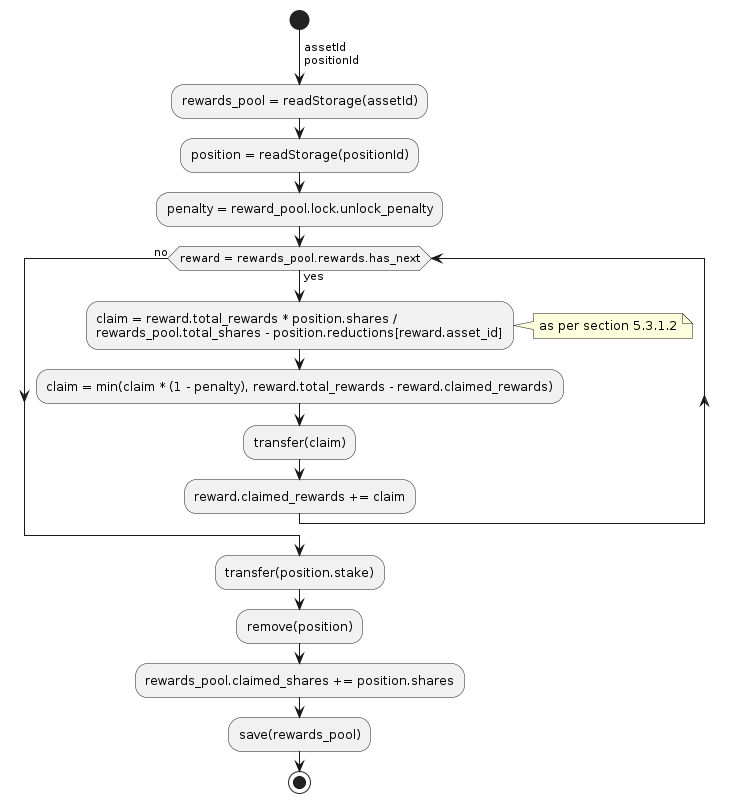 assetId
positionId
rewards_pool = readStorage(assetId)
position = readStorage(positionId)
penalty = reward_pool.lock.unlock_penalty
no
reward = rewards_pool.rewards.has_next
yes
claim = reward.total_rewards * position.shares /
rewards_pool.total_shares - position.reductions[reward.asset_id]
as per section 5.3.1.2
claim = min(claim * (1 - penalty), reward.total_rewards - reward.claimed_rewards)
transfer(claim)
reward.claimed_rewards += claim
transfer(position.stake)
remove(position)
rewards_pool.claimed_shares += position.shares
save(rewards_pool)